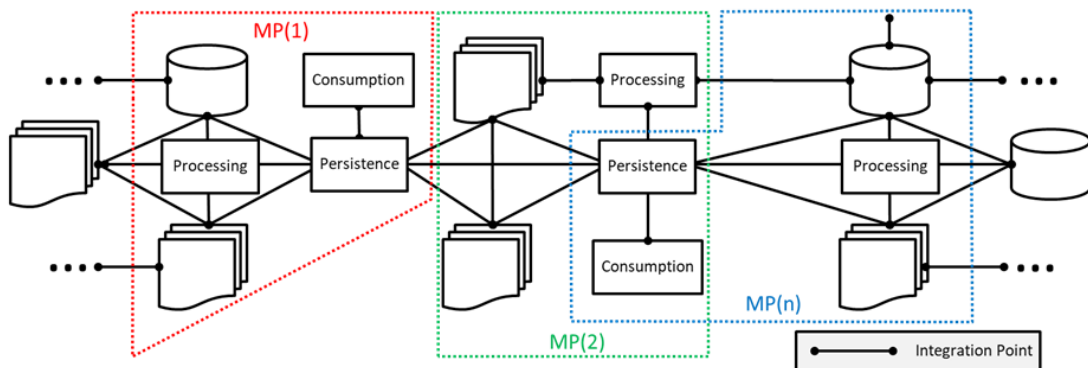 MP(1)
Consumption
Processing
Processing
Persistence
Persistence
Processing
Consumption
MP(n)
MP(2)
Integration Point